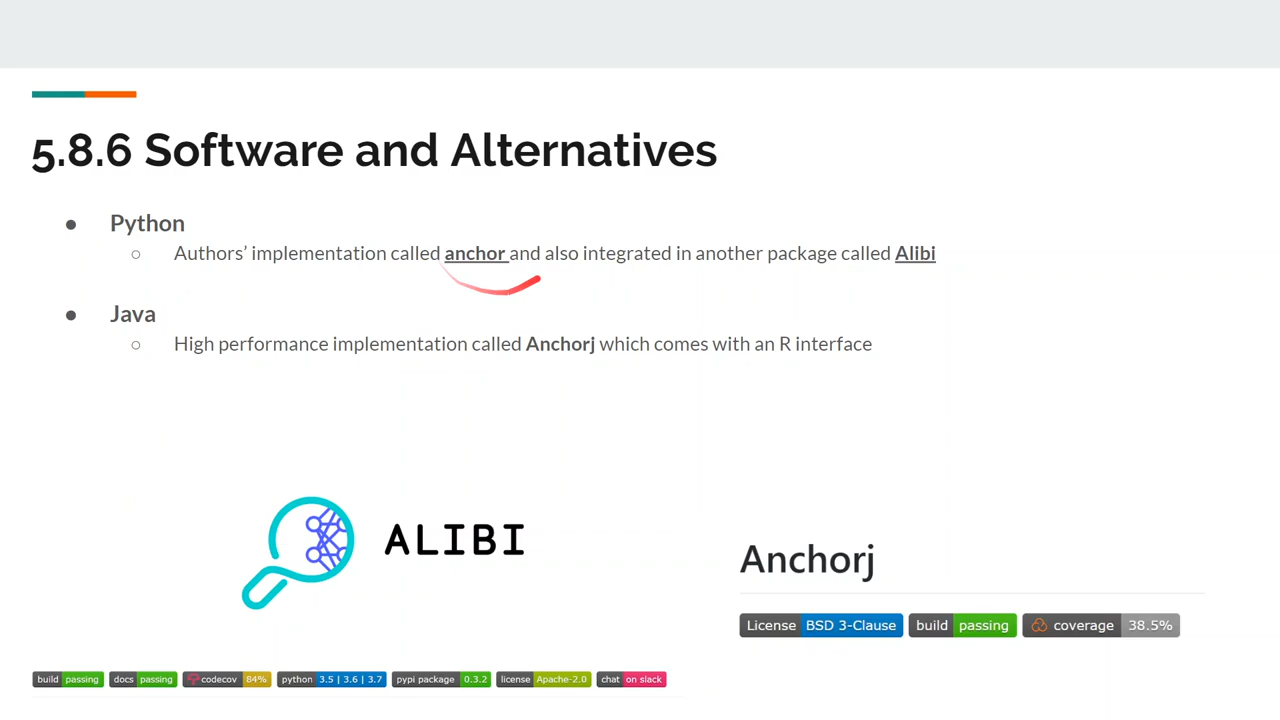 5.8.6 Software and Alternatives
● Python
○ Authors’ implementation called anchor and also integrated in another package called Alibi
● Java
○ High performance implementation called Anchorj which comes with an R interface
ALIBI
Anchorj
License BSD 3-Clause build passing coverage 38.5%
build passing docs passing codecov 84% python 3.5 | 3.6 | 3.7 pypi package 0.3.2 license Apache-2.0 chat on slack